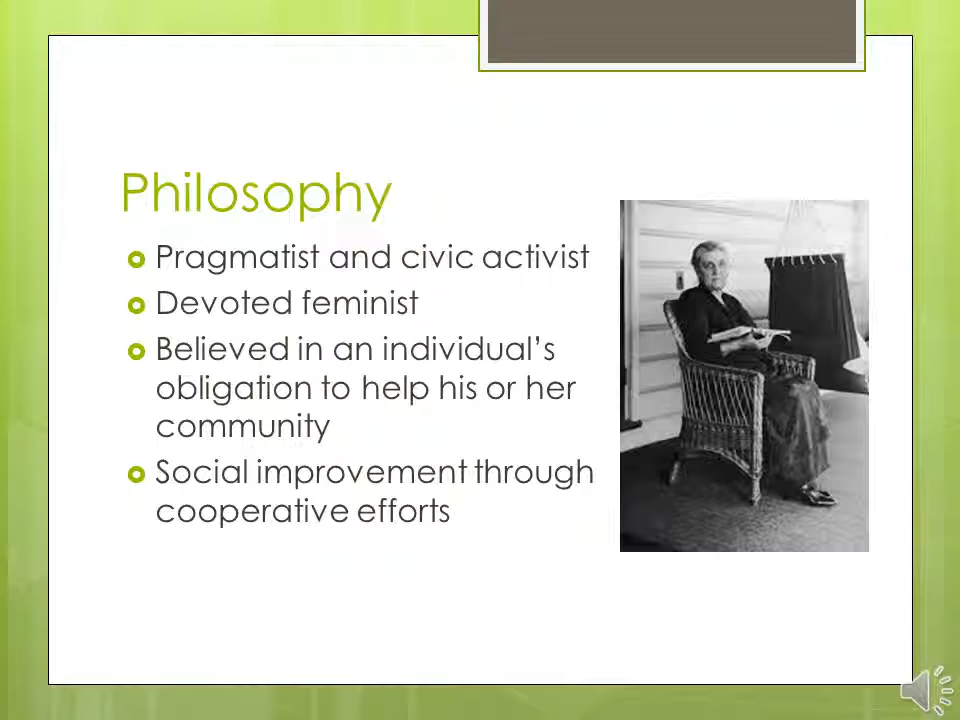 Philosophy
Pragmatist and civic activist
Devoted feminist
Believed in an individual’s
obligation to help his or her
community
Social improvement through
cooperative efforts